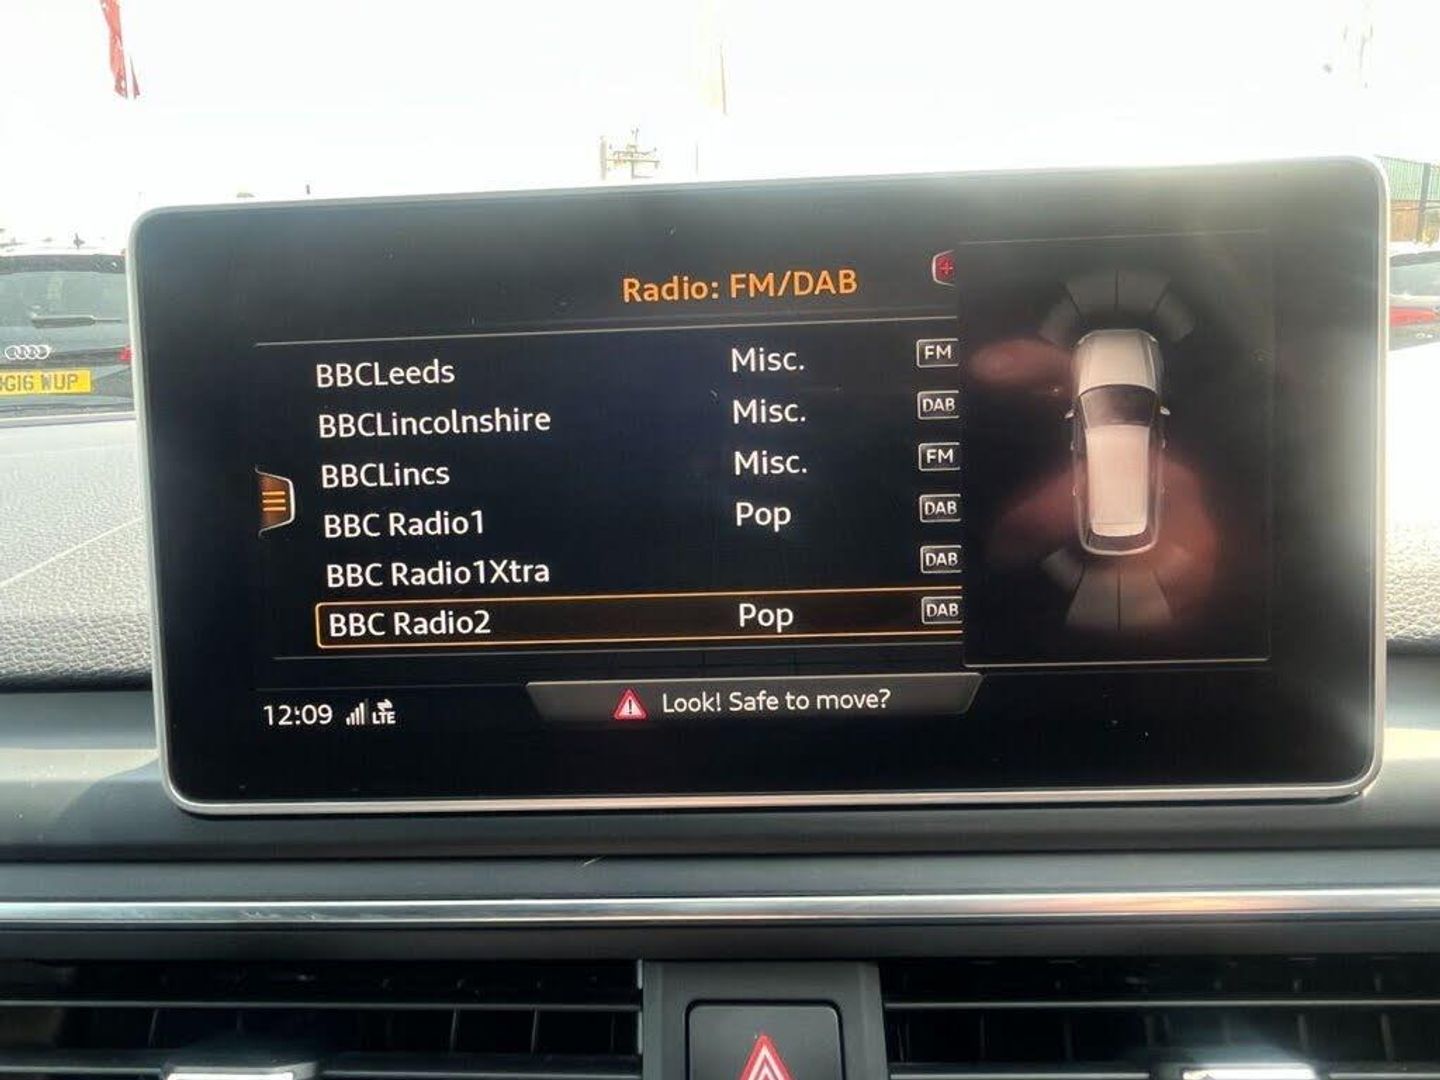 Radio: FM/DAB
BBCLeeds Misc. FM
BBCLincolnshire Misc. DAB
BBCLincs Misc. FM
BBC Radio1 Pop DAB
BBC Radio1Xtra DAB
BBC Radio2 Pop DAB
12:09 LTE
Look! Safe to move?
G16 WUP